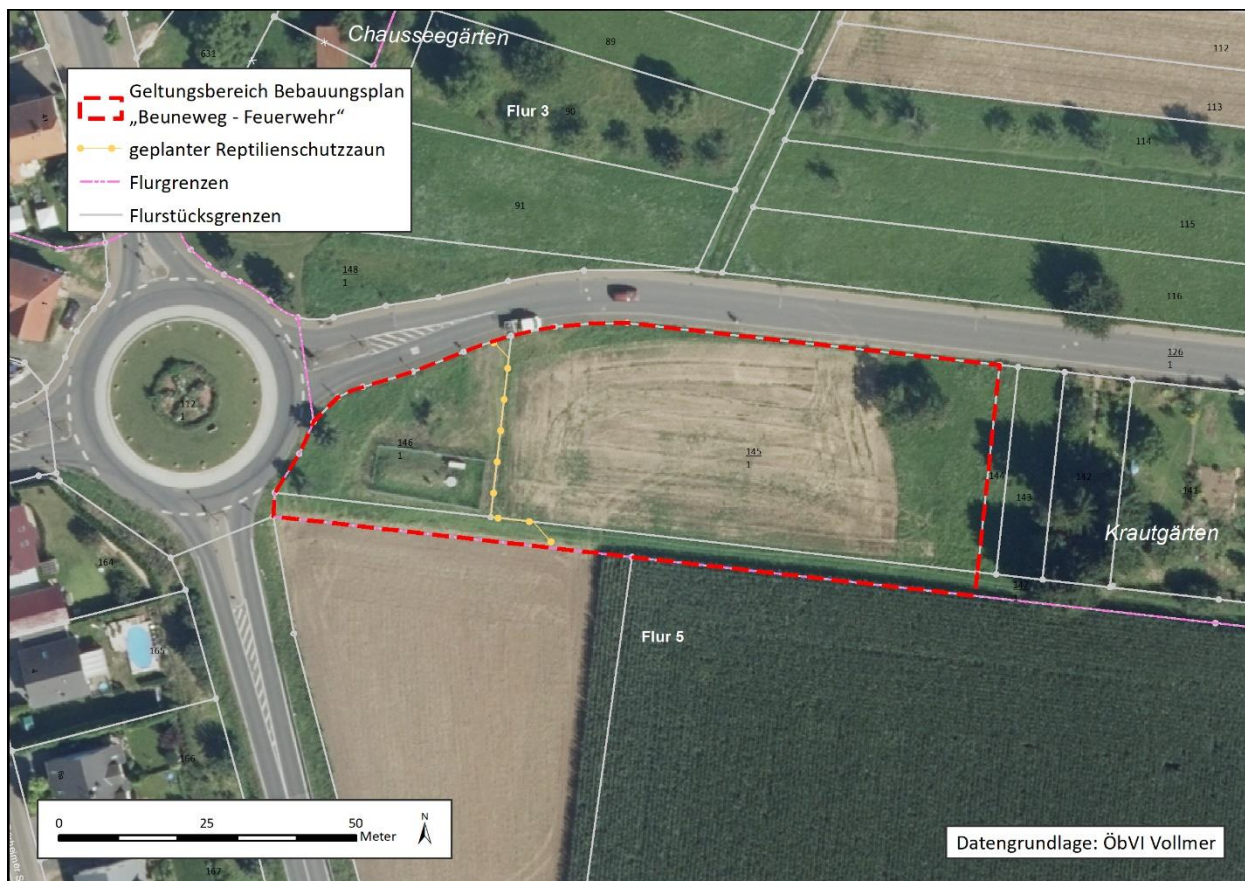 Chausseegärten
631
89
112
Geltungsbereich Bebauungsplan
„Beuneweg - Feuerwehr“
geplanter Reptilienschutzzaun
Flurgrenzen
Flurstücksgrenzen
Flur 3
90
113
114
91
115
148
1
116
126
1
112
1
146
1
145
1
144
143
142
141
Krautgärten
164
Flur 5
165
166
167
0
25
50
Meter
N
Datengrundlage: ÖbVI Vollmer